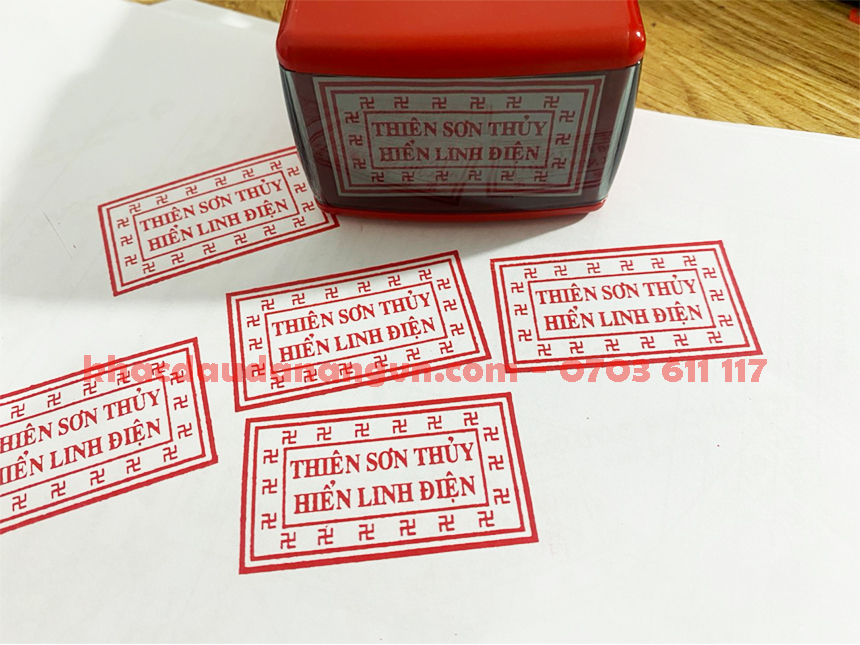 THIÊN SƠN THỦY
HIỂN LINH ĐIỆN
THIÊN SƠN THỦY
HIỂN LINH ĐIỆN
THIÊN SƠN THỦY
HIỂN LINH ĐIỆN
THIÊN SƠN THỦY
HIỂN LINH ĐIỆN
khacdaudanangvn.com - 0703 611 117
HIÊN SƠN THỦY
IỂN LINH ĐIỆN
THIÊN SƠN THỦY
HIỂN LINH ĐIỆN